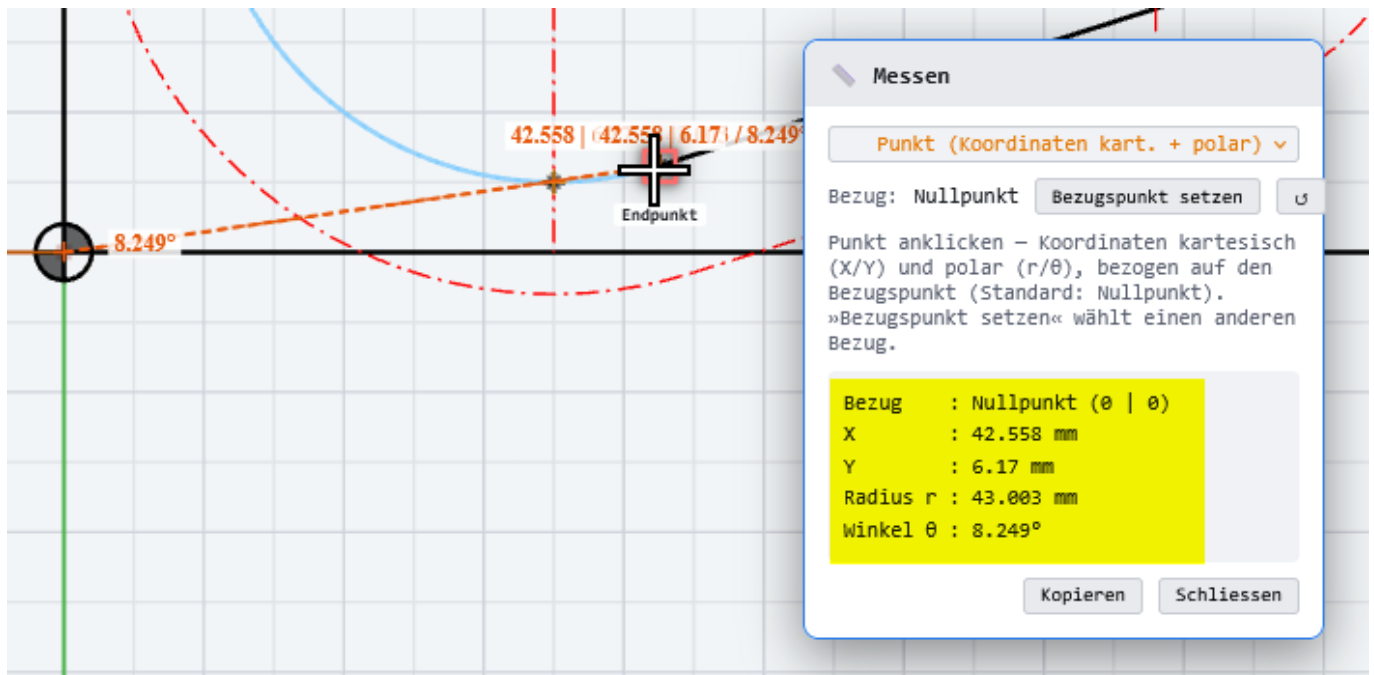 Messen
Punkt (Koordinaten kart. + polar)
Bezug: Nullpunkt Bezugspunkt setzen ↺
Punkt anklicken – Koordinaten kartesisch
(X/Y) und polar (r/θ), bezogen auf den
Bezugspunkt (Standard: Nullpunkt).
»Bezugspunkt setzen« wählt einen anderen
Bezug.
Bezug : Nullpunkt (0 | 0)
X : 42.558 mm
Y : 6.17 mm
Radius r : 43.003 mm
Winkel θ : 8.249°
Kopieren Schliessen
42.558 | 42.558 | 6.17 / 8.249°
Endpunkt
8.249°